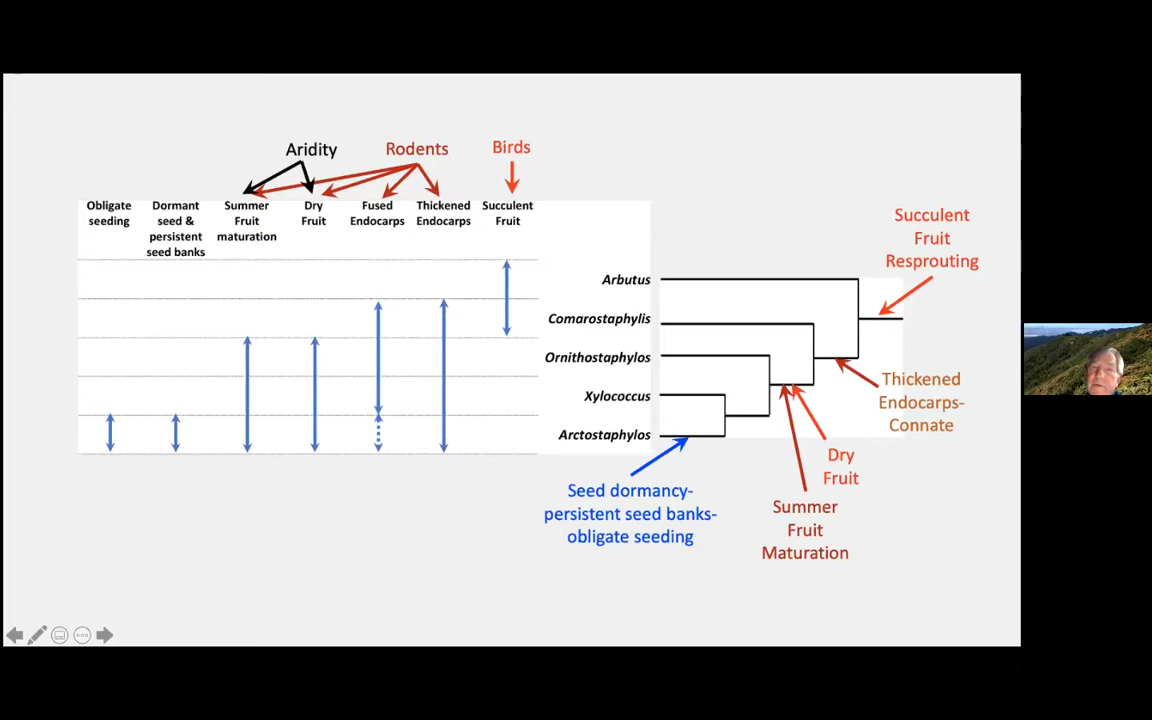 Aridity
Rodents
Birds
Obligate
seeding
Dormant
seed &
persistent
seed banks
Summer
Fruit
maturation
Dry
Fruit
Fused
Endocarps
Thickened
Endocarps
Succulent
Fruit
Arbutus
Comarostaphylis
Ornithostaphylos
Xylococcus
Arctostaphylos
Succulent
Fruit
Resprouting
Thickened
Endocarps-
Connate
Dry
Fruit
Summer
Fruit
Maturation
Seed dormancy-
persistent seed banks-
obligate seeding